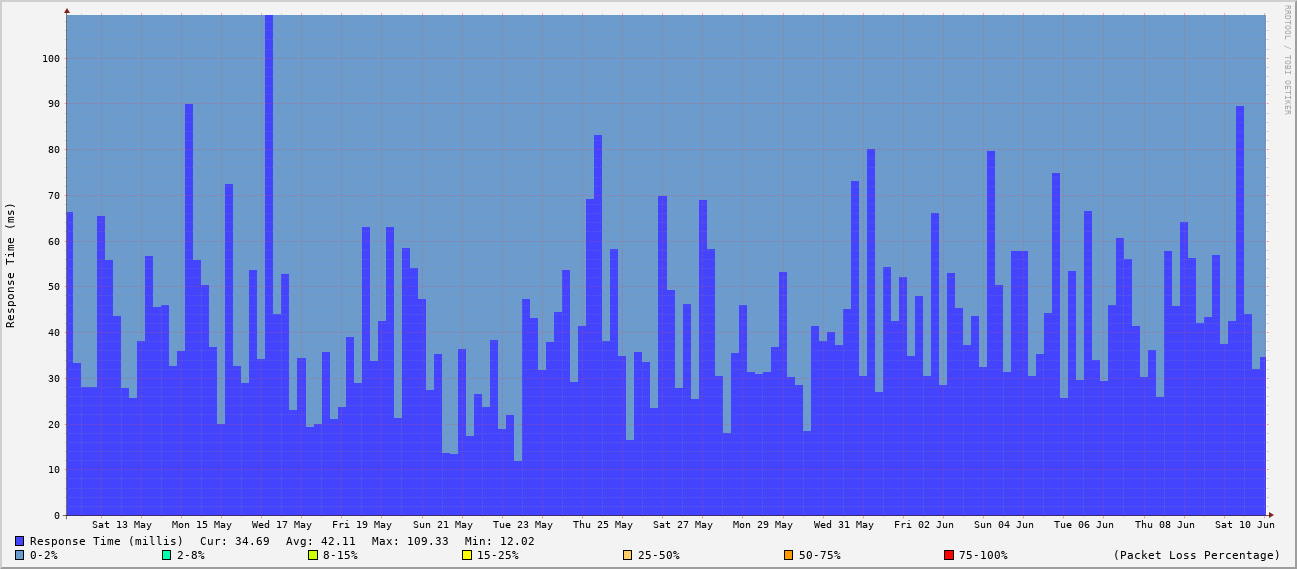 RRDTOOL / TOBI OETIKER
Response Time (ms)
100
90
80
70
60
50
40
30
20
10
0
Sat 13 May Mon 15 May Wed 17 May Fri 19 May Sun 21 May Tue 23 May Thu 25 May Sat 27 May Mon 29 May Wed 31 May Fri 02 Jun Sun 04 Jun Tue 06 Jun Thu 08 Jun Sat 10 Jun
Response Time (millis) Cur: 34.69 Avg: 42.11 Max: 109.33 Min: 12.02
0-2% 2-8% 8-15% 15-25% 25-50% 50-75% 75-100% (Packet Loss Percentage)